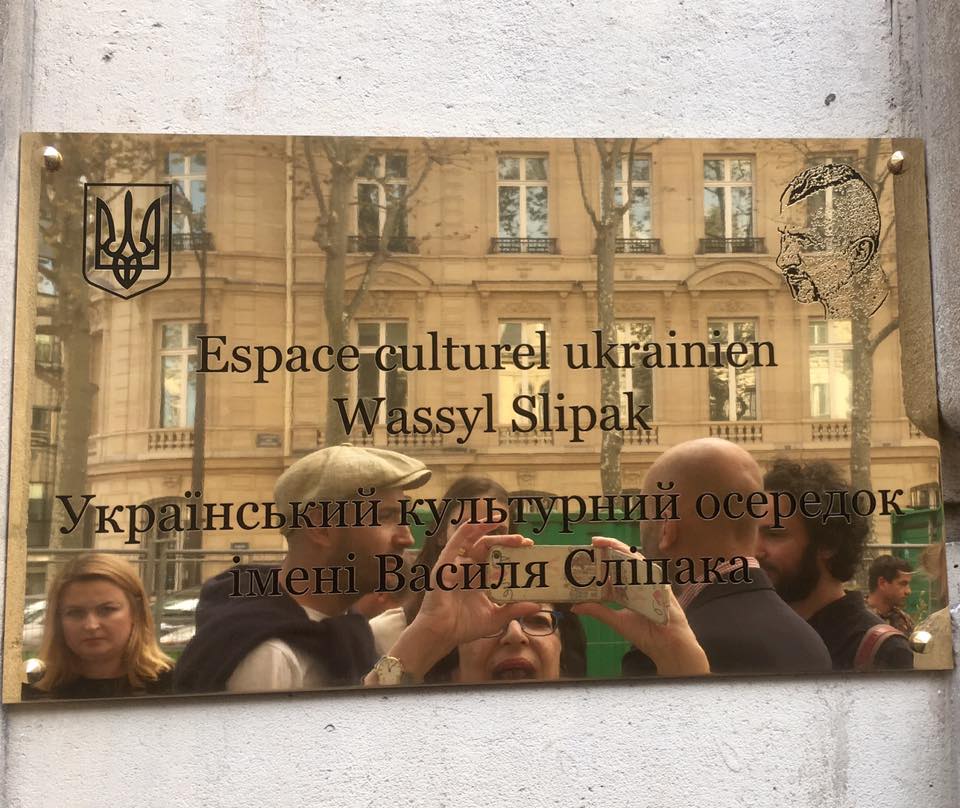 Espace culturel ukrainien
Wassyl Slipak
Український культурний осередок
імені Василя Сліпака